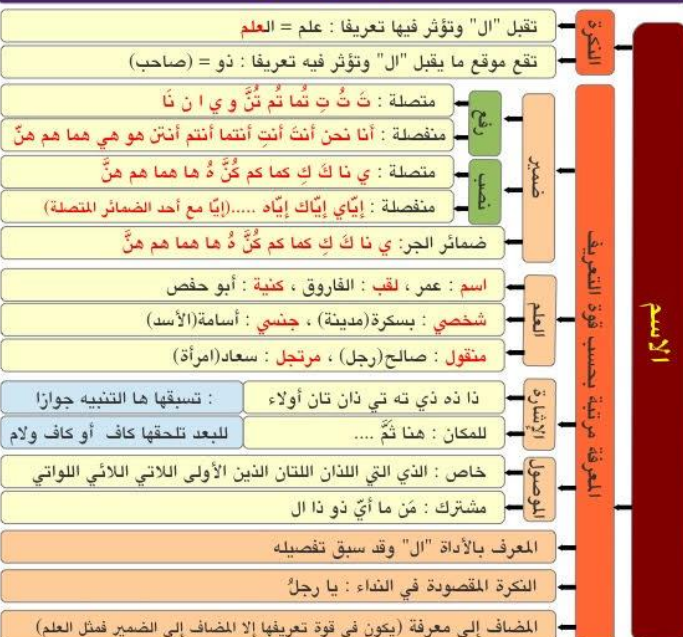 الاسم
النكرة
تقبل "ال" وتؤثر فيها تعريفا : علم = العلم
تقع موقع ما يقبل "ال" وتؤثر فيه تعريفا : ذو = (صاحب)
المعرفة مرتبة بحسب قوة التعريف
ضمير
رفع
متصلة : تَ تُ تِ تُما تُم تُنَّ و ي ا ن نَا
منفصلة : أنا نحن أنتَ أنتِ أنتما أنتم أنتن هو هي هما هم هنّ
نصب
متصلة : ي نا كَ كِ كما كم كُنَّ هُ ها هما هم هنَّ
منفصلة : إيّاي إيّاك إيّاه .....(إيّا مع أحد الضمائر المتصلة)
ضمائر الجر: ي نا كَ كِ كما كم كُنَّ هُ ها هما هم هنَّ
العلم
اسم : عمر ، لقب : الفاروق ، كنية : أبو حفص
شخصي : بسكرة(مدينة) ، جنسي : أسامة(الأسد)
منقول : صالح(رجل) ، مرتجل : سعاد(امرأة)
الإشارة
ذا ذه ذي ته تي ذان تان أولاء : تسبقها ها التنبيه جوازا
للمكان : هنا ثَمَّ .... للبعد تلحقها كاف أو كاف ولام
الموصول
خاص : الذي التي اللذان اللتان الذين الأولى اللاتي اللائي اللواتي
مشترك : مَن ما أيّ ذو ذا ال
المعرف بالأداة "ال" وقد سبق تفصيله
النكرة المقصودة في النداء : يا رجلُ
المضاف إلى معرفة (يكون في قوة تعريفها إلا المضاف إلى الضمير فمثل العلم)